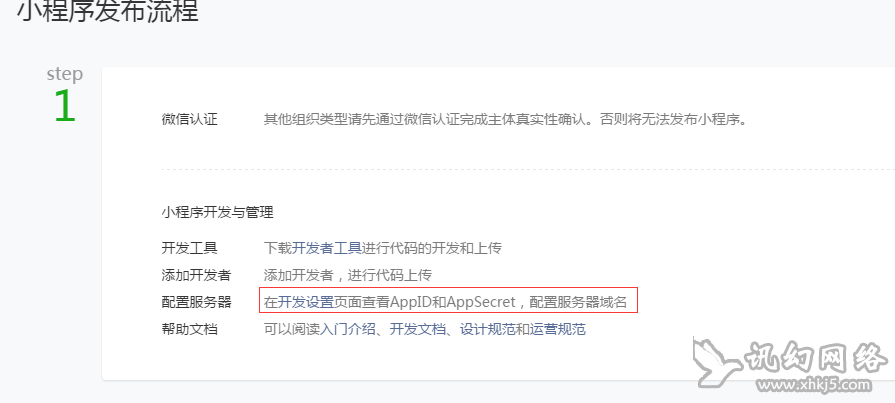 小程序发布流程
step
1
微信认证 其他组织类型请先通过微信认证完成主体真实性确认。否则将无法发布小程序。
小程序开发与管理
开发工具 下载开发者工具进行代码的开发和上传
添加开发者 添加开发者，进行代码上传
配置服务器 在开发设置页面查看AppID和AppSecret，配置服务器域名
帮助文档 可以阅读入门介绍、开发文档、设计规范和运营规范
讯幻网络
www.xhkj5.com